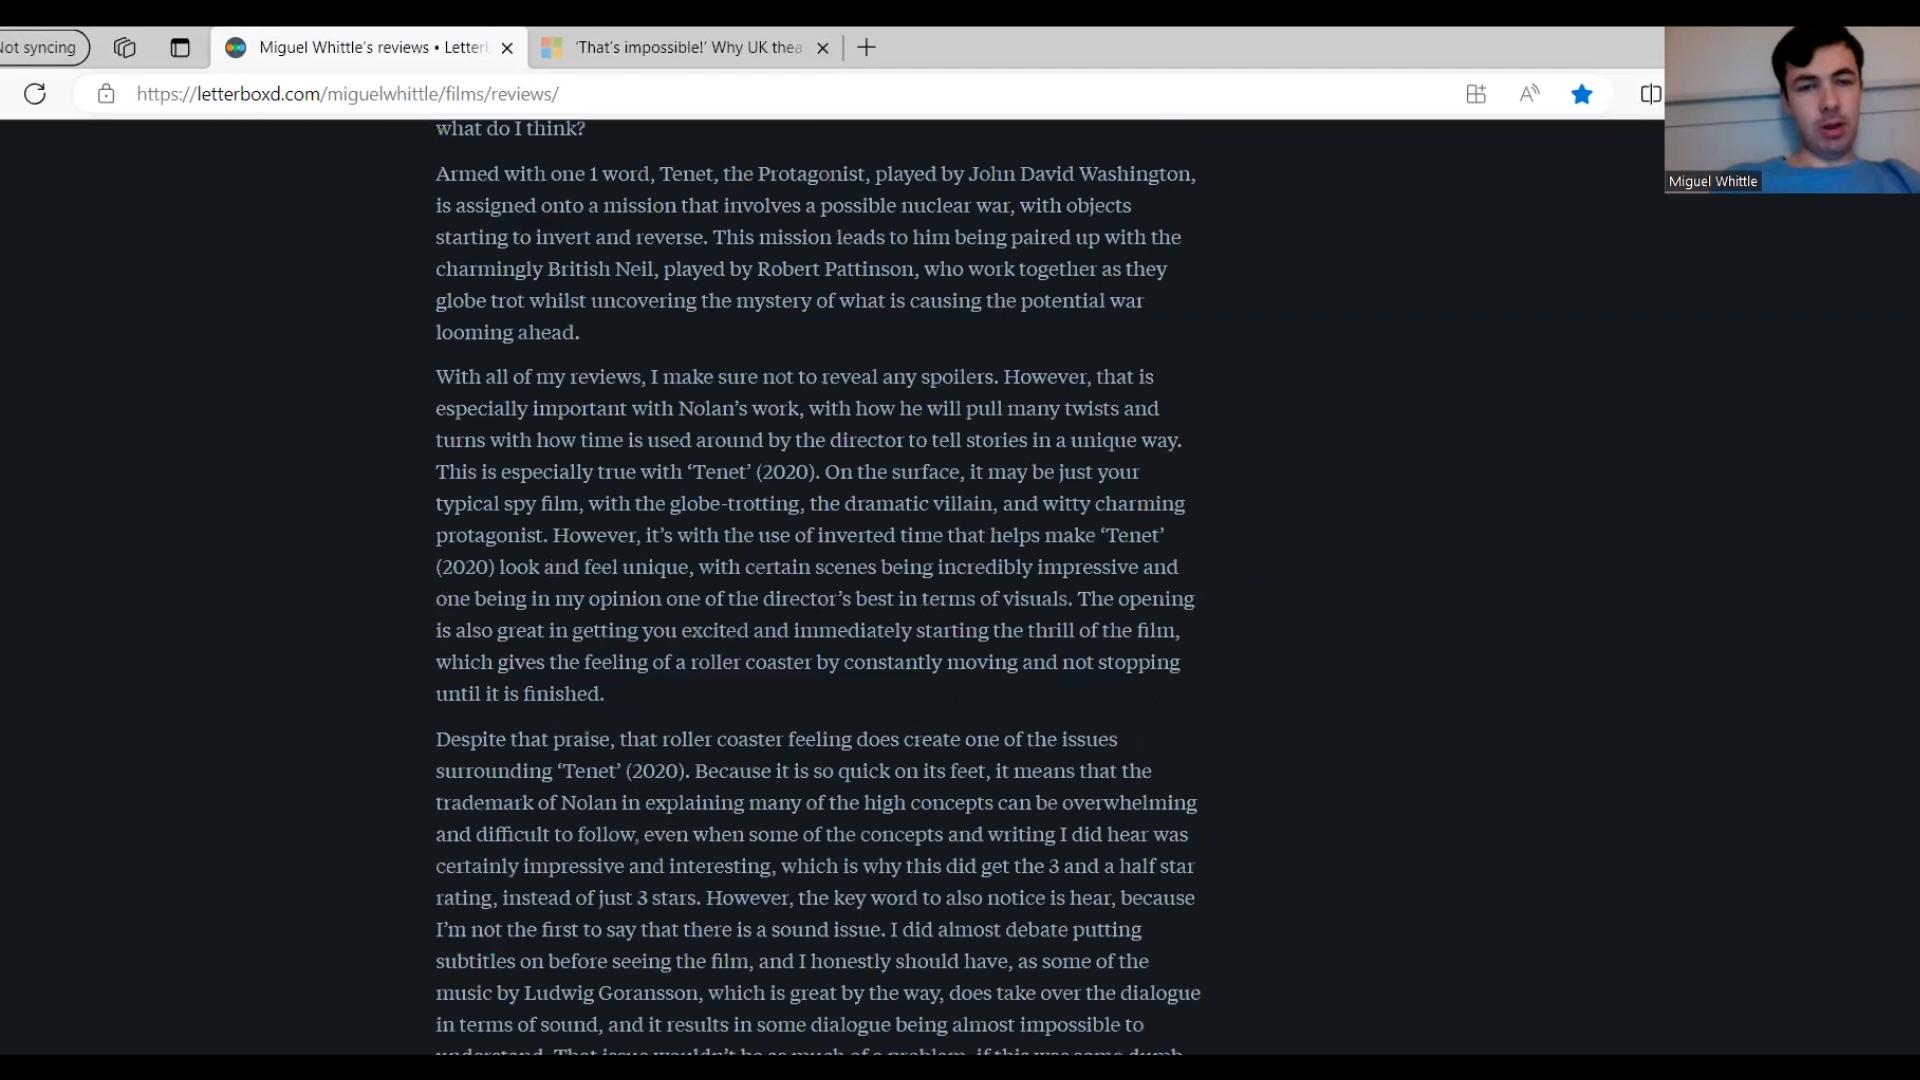 Not syncing
Miguel Whittle's reviews • Letter
'That's impossible!' Why UK thea
https://letterboxd.com/miguelwhittle/films/reviews/
Miguel Whittle
what do I think?
Armed with one 1 word, Tenet, the Protagonist, played by John David Washington,
is assigned onto a mission that involves a possible nuclear war, with objects
starting to invert and reverse. This mission leads to him being paired up with the
charmingly British Neil, played by Robert Pattinson, who work together as they
globe trot whilst uncovering the mystery of what is causing the potential war
looming ahead.
With all of my reviews, I make sure not to reveal any spoilers. However, that is
especially important with Nolan's work, with how he will pull many twists and
turns with how time is used around by the director to tell stories in a unique way.
This is especially true with 'Tenet' (2020). On the surface, it may be just your
typical spy film, with the globe-trotting, the dramatic villain, and witty charming
protagonist. However, it's with the use of inverted time that helps make 'Tenet'
(2020) look and feel unique, with certain scenes being incredibly impressive and
one being in my opinion one of the director's best in terms of visuals. The opening
is also great in getting you excited and immediately starting the thrill of the film,
which gives the feeling of a roller coaster by constantly moving and not stopping
until it is finished.
Despite that praise, that roller coaster feeling does create one of the issues
surrounding 'Tenet' (2020). Because it is so quick on its feet, it means that the
trademark of Nolan in explaining many of the high concepts can be overwhelming
and difficult to follow, even when some of the concepts and writing I did hear was
certainly impressive and interesting, which is why this did get the 3 and a half star
rating, instead of just 3 stars. However, the key word to also notice is hear, because
I'm not the first to say that there is a sound issue. I did almost debate putting
subtitles on before seeing the film, and I honestly should have, as some of the
music by Ludwig Goransson, which is great by the way, does take over the dialogue
in terms of sound, and it results in some dialogue being almost impossible to
understand. That issue wouldn't be as much of a problem, if this was some dumb